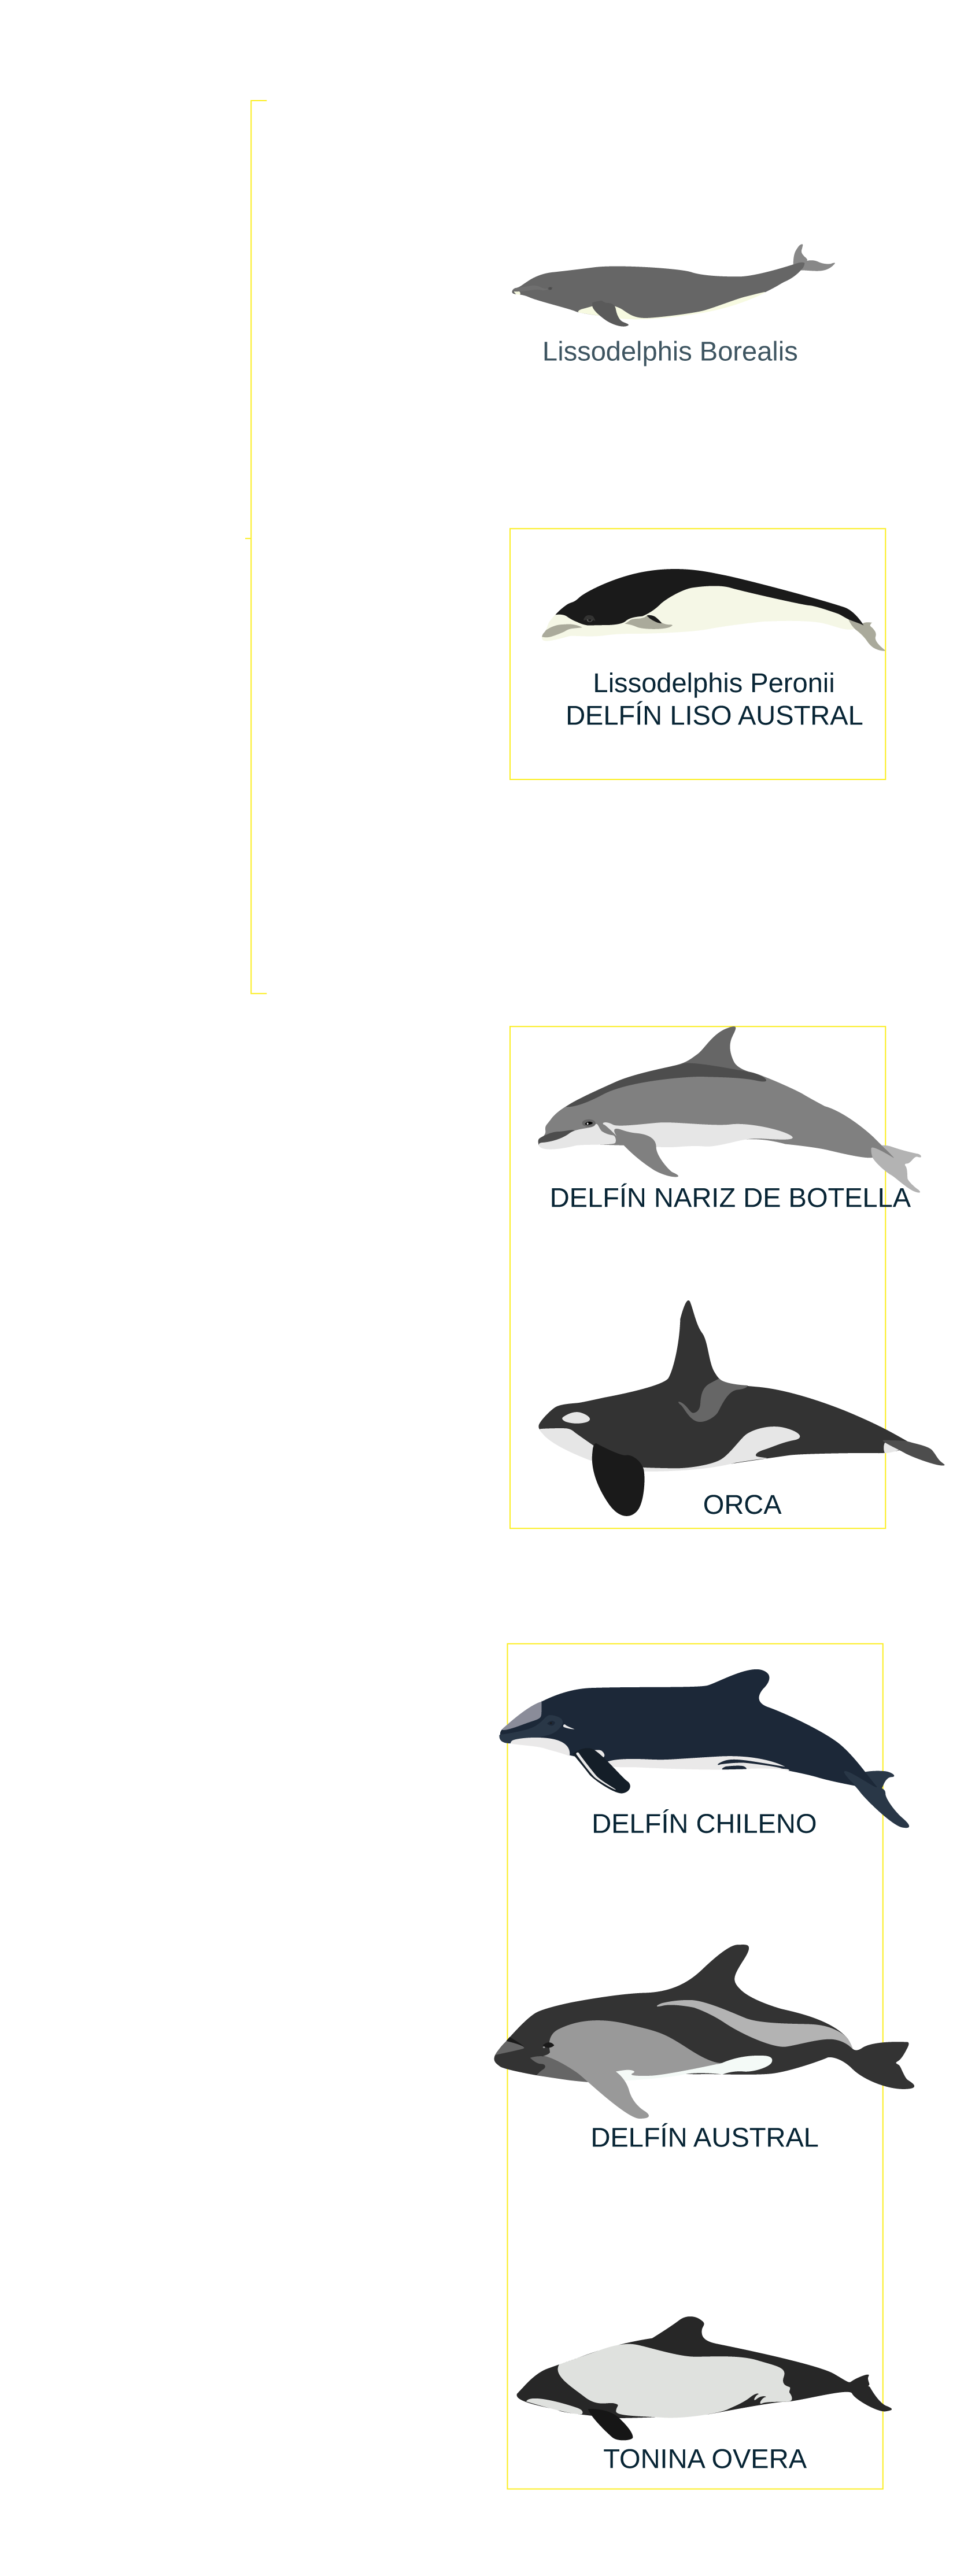 Lissodelphis Borealis
Lissodelphis Peronii
DELFÍN LISO AUSTRAL
DELFÍN NARIZ DE BOTELLA
ORCA
DELFÍN CHILENO
DELFÍN AUSTRAL
TONINA OVERA